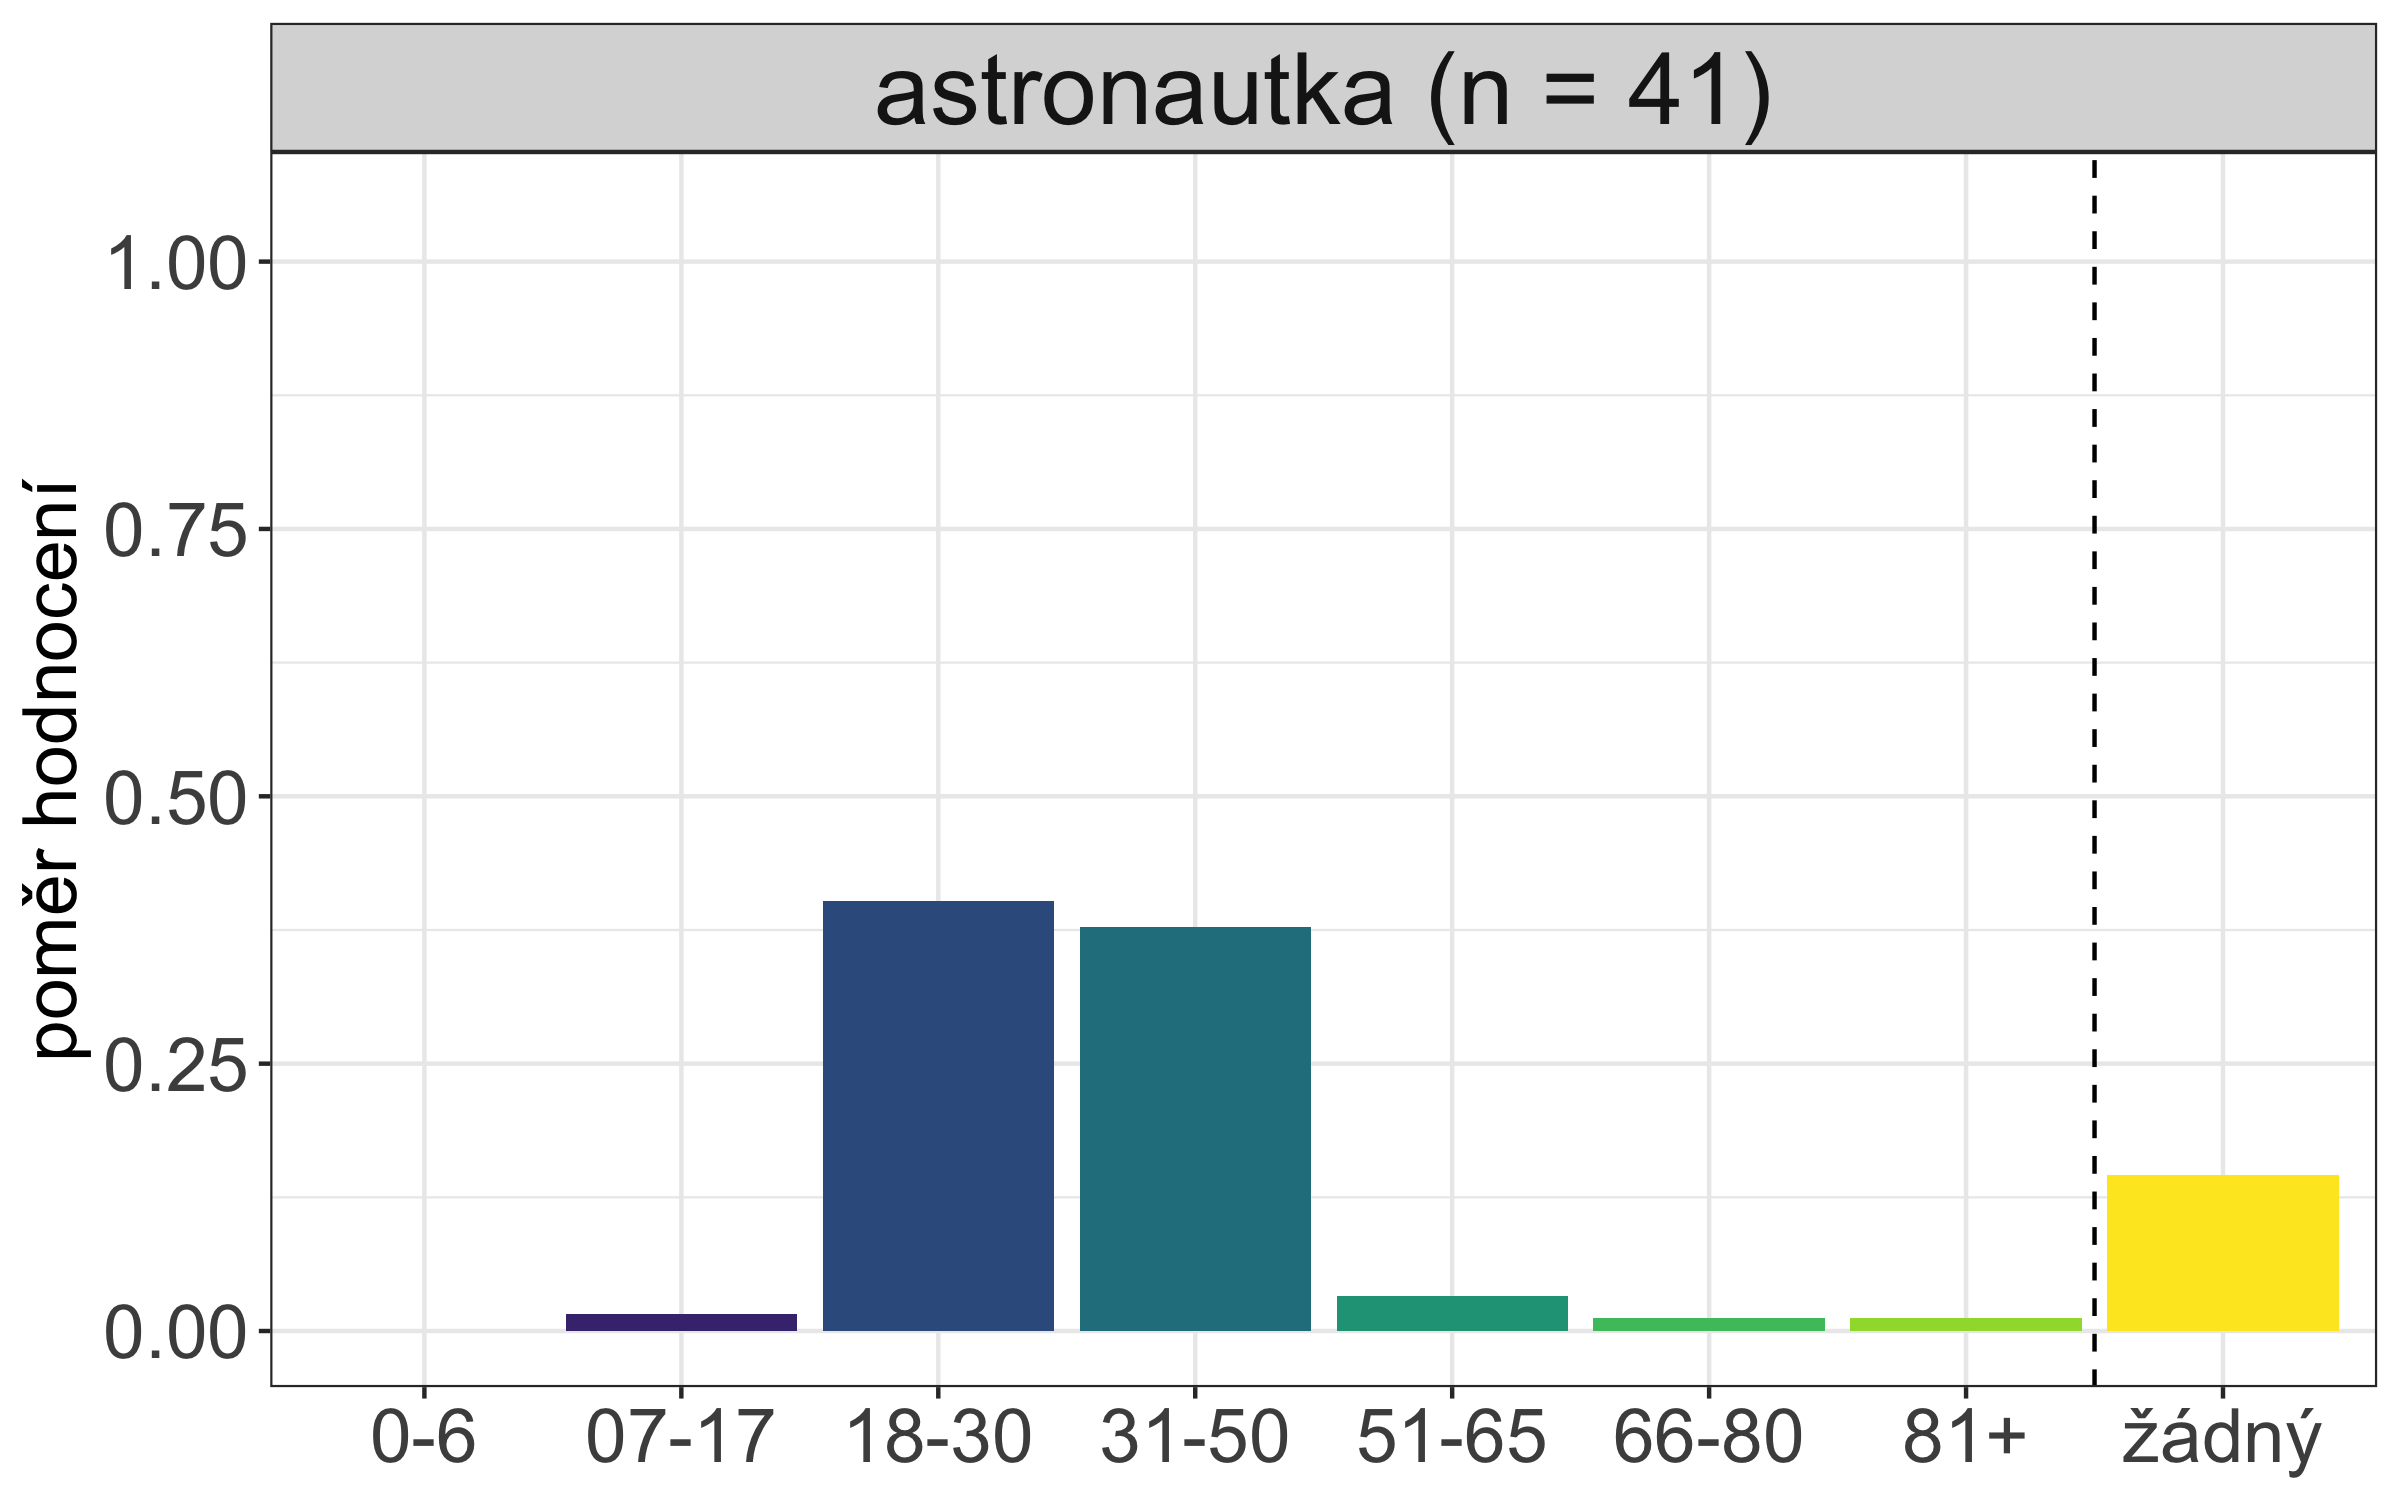 astronautka (n = 41)
poměr hodnocení
1.00
0.75
0.50
0.25
0.00
0-6 07-17 18-30 31-50 51-65 66-80 81+ žádný